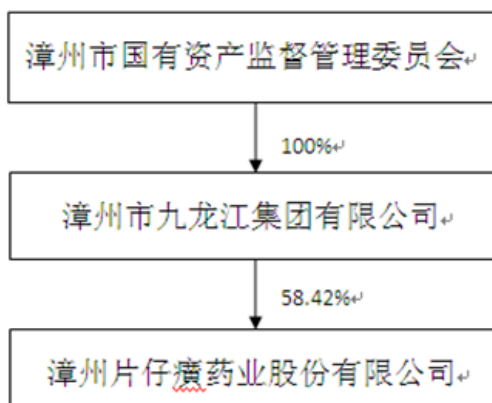 漳州市国有资产监督管理委员会
100%
漳州市九龙江集团有限公司
58.42%
漳州片仔癀药业股份有限公司